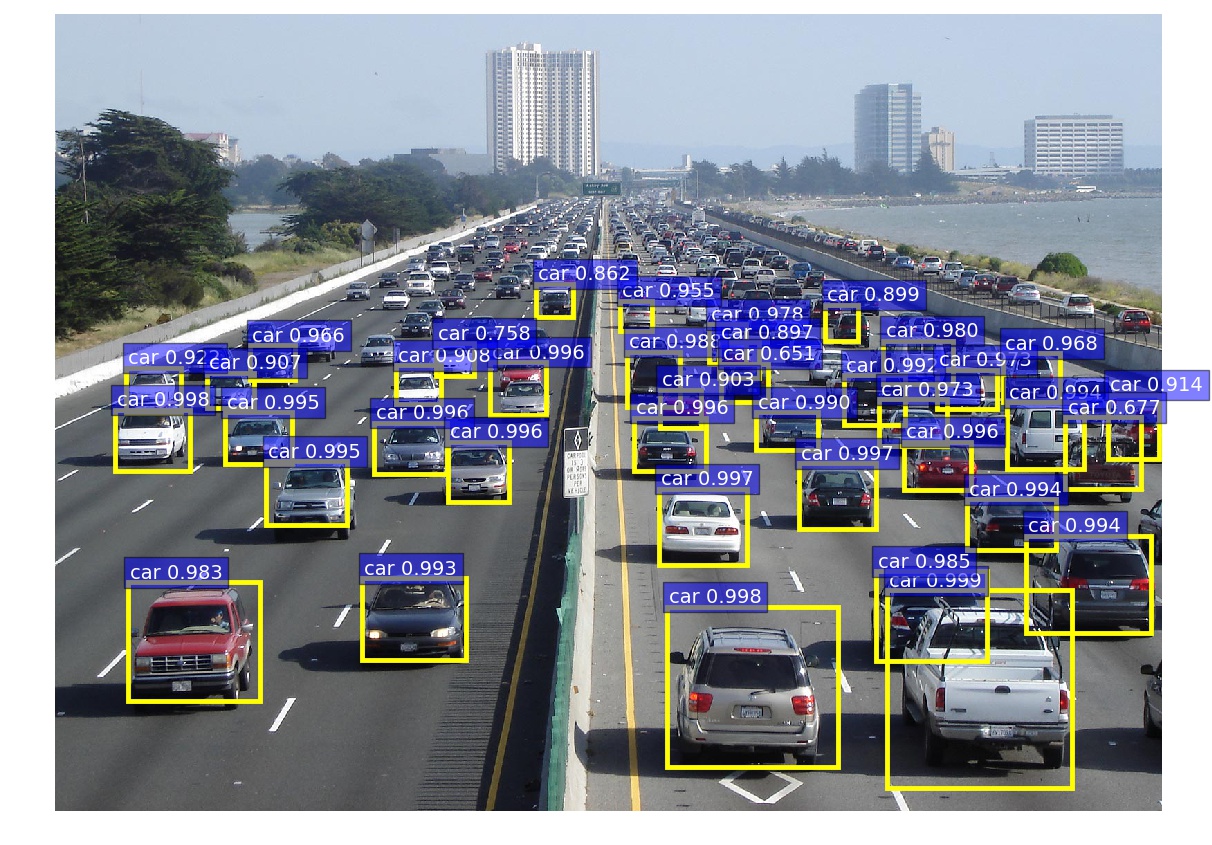 car 0.862
car 0.955
car 0.899
car 0.978
car 0.966
car 0.758
car 0.897
car 0.980
car 0.988
car 0.968
car 0.922
car 0.907
car 0.908
car 0.996
car 0.651
car 0.992
car 0.973
car 0.903
car 0.973
car 0.994
car 0.914
car 0.998
car 0.995
car 0.996
car 0.996
car 0.990
car 0.677
car 0.996
car 0.996
car 0.995
car 0.997
car 0.997
car 0.994
car 0.994
car 0.983
car 0.993
car 0.985
car 0.999
car 0.998